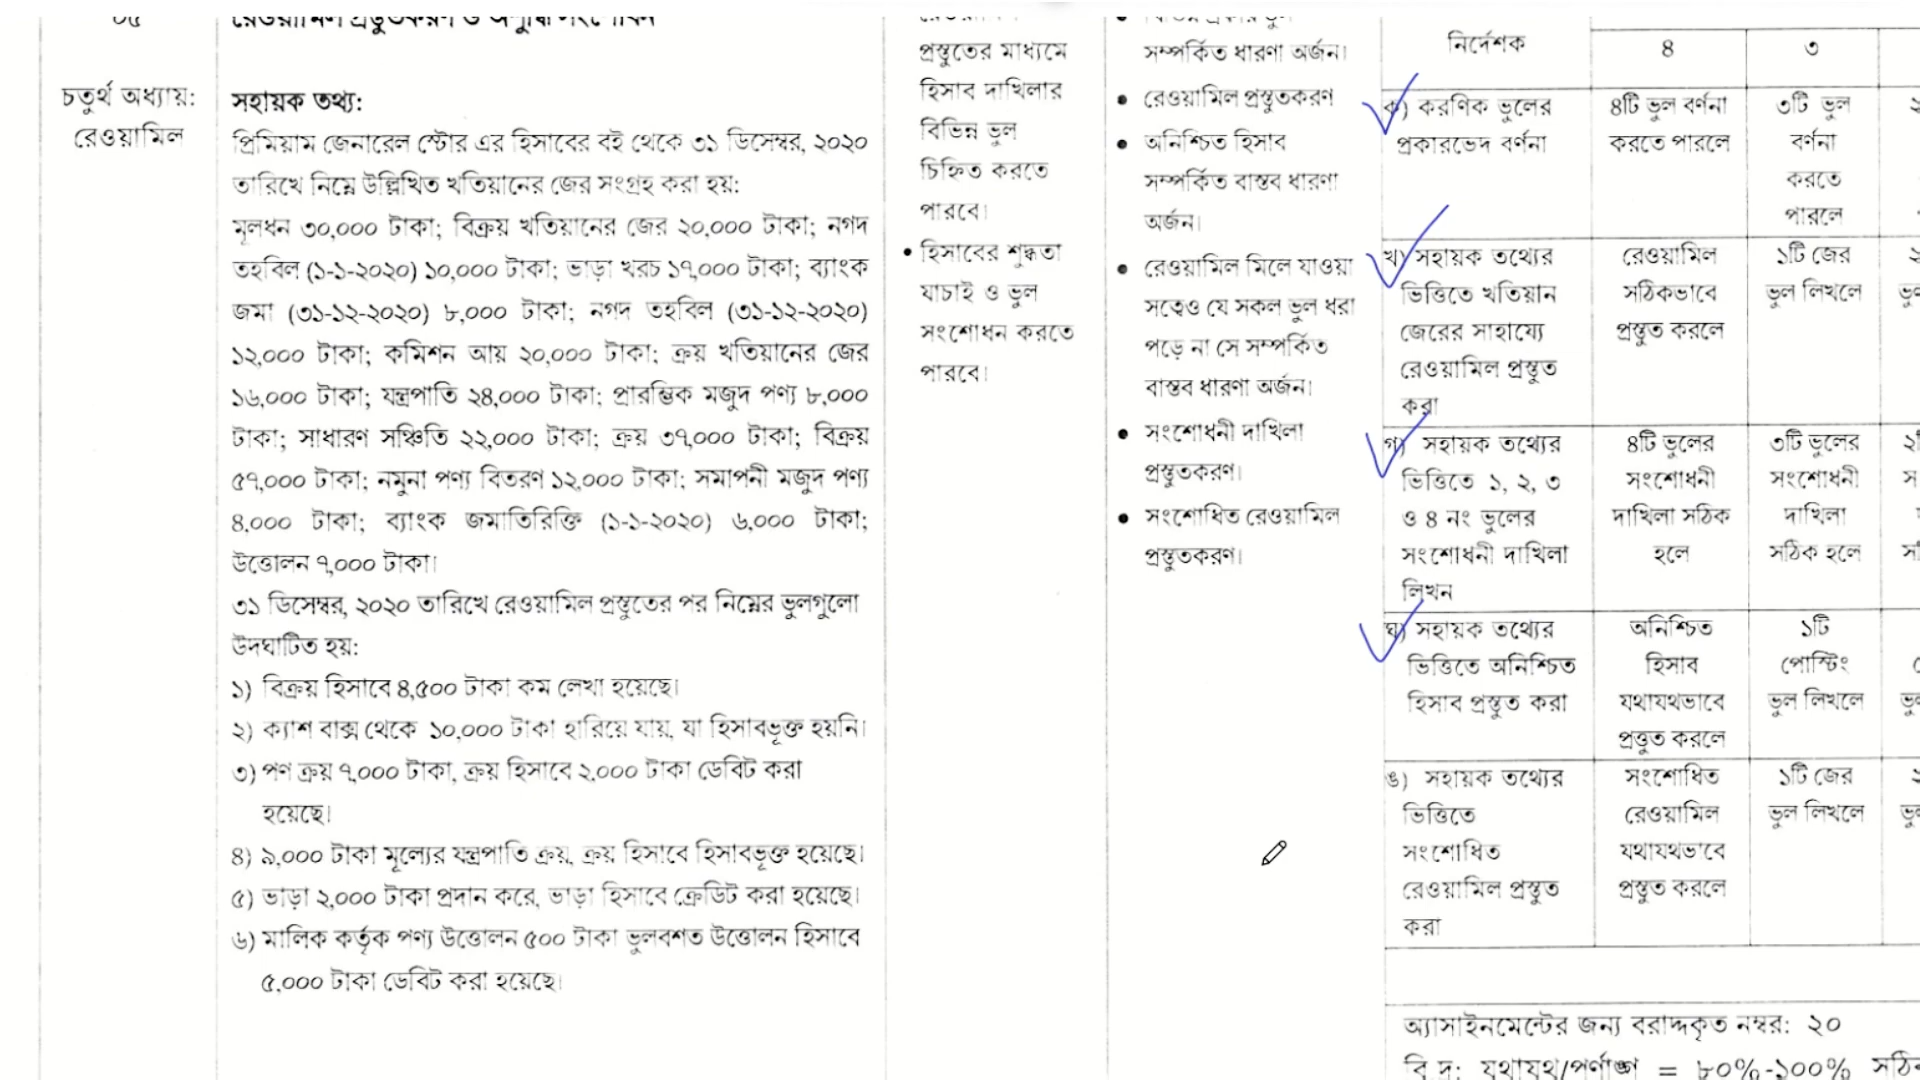 ০৫
রেওয়ামিল প্রস্তুতকরণ ও অশুদ্ধি সংশোধন
চতুর্থ অধ্যায়:
রেওয়ামিল
সহায়ক তথ্য:
প্রিমিয়াম জেনারেল স্টোর এর হিসাবের বই থেকে ৩১ ডিসেম্বর, ২০২০
তারিখে নিম্নে উল্লিখিত খতিয়ানের জের সংগ্রহ করা হয়:
মূলধন ৩০,০০০ টাকা; বিক্রয় খতিয়ানের জের ২০,০০০ টাকা; নগদ
তহবিল (১-১-২০২০) ১০,০০০ টাকা; ভাড়া খরচ ১৭,০০০ টাকা; ব্যাংক
জমা (৩১-১২-২০২০) ৮,০০০ টাকা; নগদ তহবিল (৩১-১২-২০২০)
১২,০০০ টাকা; কমিশন আয় ২০,০০০ টাকা; ক্রয় খতিয়ানের জের
১৬,০০০ টাকা; যন্ত্রপাতি ২৪,০০০ টাকা; প্রারম্ভিক মজুদ পণ্য ৮,০০০
টাকা; সাধারণ সঞ্চিতি ২২,০০০ টাকা; ক্রয় ৩৭,০০০ টাকা; বিক্রয়
৫৭,০০০ টাকা; নমুনা পণ্য বিতরণ ১২,০০০ টাকা; সমাপনী মজুদ পণ্য
৪,০০০ টাকা; ব্যাংক জমাতিরিক্তি (১-১-২০২০) ৬,০০০ টাকা;
উত্তোলন ৭,০০০ টাকা।
৩১ ডিসেম্বর, ২০২০ তারিখে রেওয়ামিল প্রস্তুতের পর নিম্নের ভুলগুলো
উদঘাটিত হয়:
১) বিক্রয় হিসাবে ৪,৫০০ টাকা কম লেখা হয়েছে।
২) ক্যাশ বাক্স থেকে ১০,০০০ টাকা হারিয়ে যায়, যা হিসাবভূক্ত হয়নি।
৩) পণ ক্রয় ৭,০০০ টাকা, ক্রয় হিসাবে ২,০০০ টাকা ডেবিট করা
হয়েছে।
৪) ৯,০০০ টাকা মূল্যের যন্ত্রপাতি ক্রয়, ক্রয় হিসাবে হিসাবভূক্ত হয়েছে।
৫) ভাড়া ২,০০০ টাকা প্রদান করে, ভাড়া হিসাবে ক্রেডিট করা হয়েছে।
৬) মালিক কর্তৃক পণ্য উত্তোলন ৫০০ টাকা ভুলবশত উত্তোলন হিসাবে
৫,০০০ টাকা ডেবিট করা হয়েছে।
প্রস্তুতের মাধ্যমে
হিসাব দাখিলার
বিভিন্ন ভুল
চিহ্নিত করতে
পারবে।
• হিসাবের শুদ্ধতা
যাচাই ও ভুল
সংশোধন করতে
পারবে।
• বিভিন্ন প্রকার ভুল
সম্পর্কিত ধারণা অর্জন।
• রেওয়ামিল প্রস্তুতকরণ
• অনিশ্চিত হিসাব
সম্পর্কিত বাস্তব ধারণা
অর্জন।
• রেওয়ামিল মিলে যাওয়া
সত্বেও যে সকল ভুল ধরা
পড়ে না সে সম্পর্কিত
বাস্তব ধারণা অর্জন।
• সংশোধনী দাখিলা
প্রস্তুতকরণ।
• সংশোধিত রেওয়ামিল
প্রস্তুতকরণ।
নির্দেশক
৪
৩
ক) করণিক ভুলের
প্রকারভেদ বর্ণনা
৪টি ভুল বর্ণনা
করতে পারলে
৩টি ভুল
বর্ণনা
করতে
পারলে
খ) সহায়ক তথ্যের
ভিত্তিতে খতিয়ান
জেরের সাহায্যে
রেওয়ামিল প্রস্তুত
করা
রেওয়ামিল
সঠিকভাবে
প্রস্তুত করলে
১টি জের
ভুল লিখলে
গ) সহায়ক তথ্যের
ভিত্তিতে ১, ২, ৩
ও ৪ নং ভুলের
সংশোধনী দাখিলা
লিখন
৪টি ভুলের
সংশোধনী
দাখিলা সঠিক
হলে
৩টি ভুলের
সংশোধনী
দাখিলা
সঠিক হলে
ঘ) সহায়ক তথ্যের
ভিত্তিতে অনিশ্চিত
হিসাব প্রস্তুত করা
অনিশ্চিত
হিসাব
যথাযথভাবে
প্রস্তুত করলে
১টি
পোস্টিং
ভুল লিখলে
ঙ) সহায়ক তথ্যের
ভিত্তিতে
সংশোধিত
রেওয়ামিল প্রস্তুত
করা
সংশোধিত
রেওয়ামিল
যথাযথভাবে
প্রস্তুত করলে
১টি জের
ভুল লিখলে
অ্যাসাইনমেন্টের জন্য বরাদ্দকৃত নম্বর: ২০
বি.দ্র: যথাযথ/পূর্ণাঙ্গ = ৮০%-১০০%